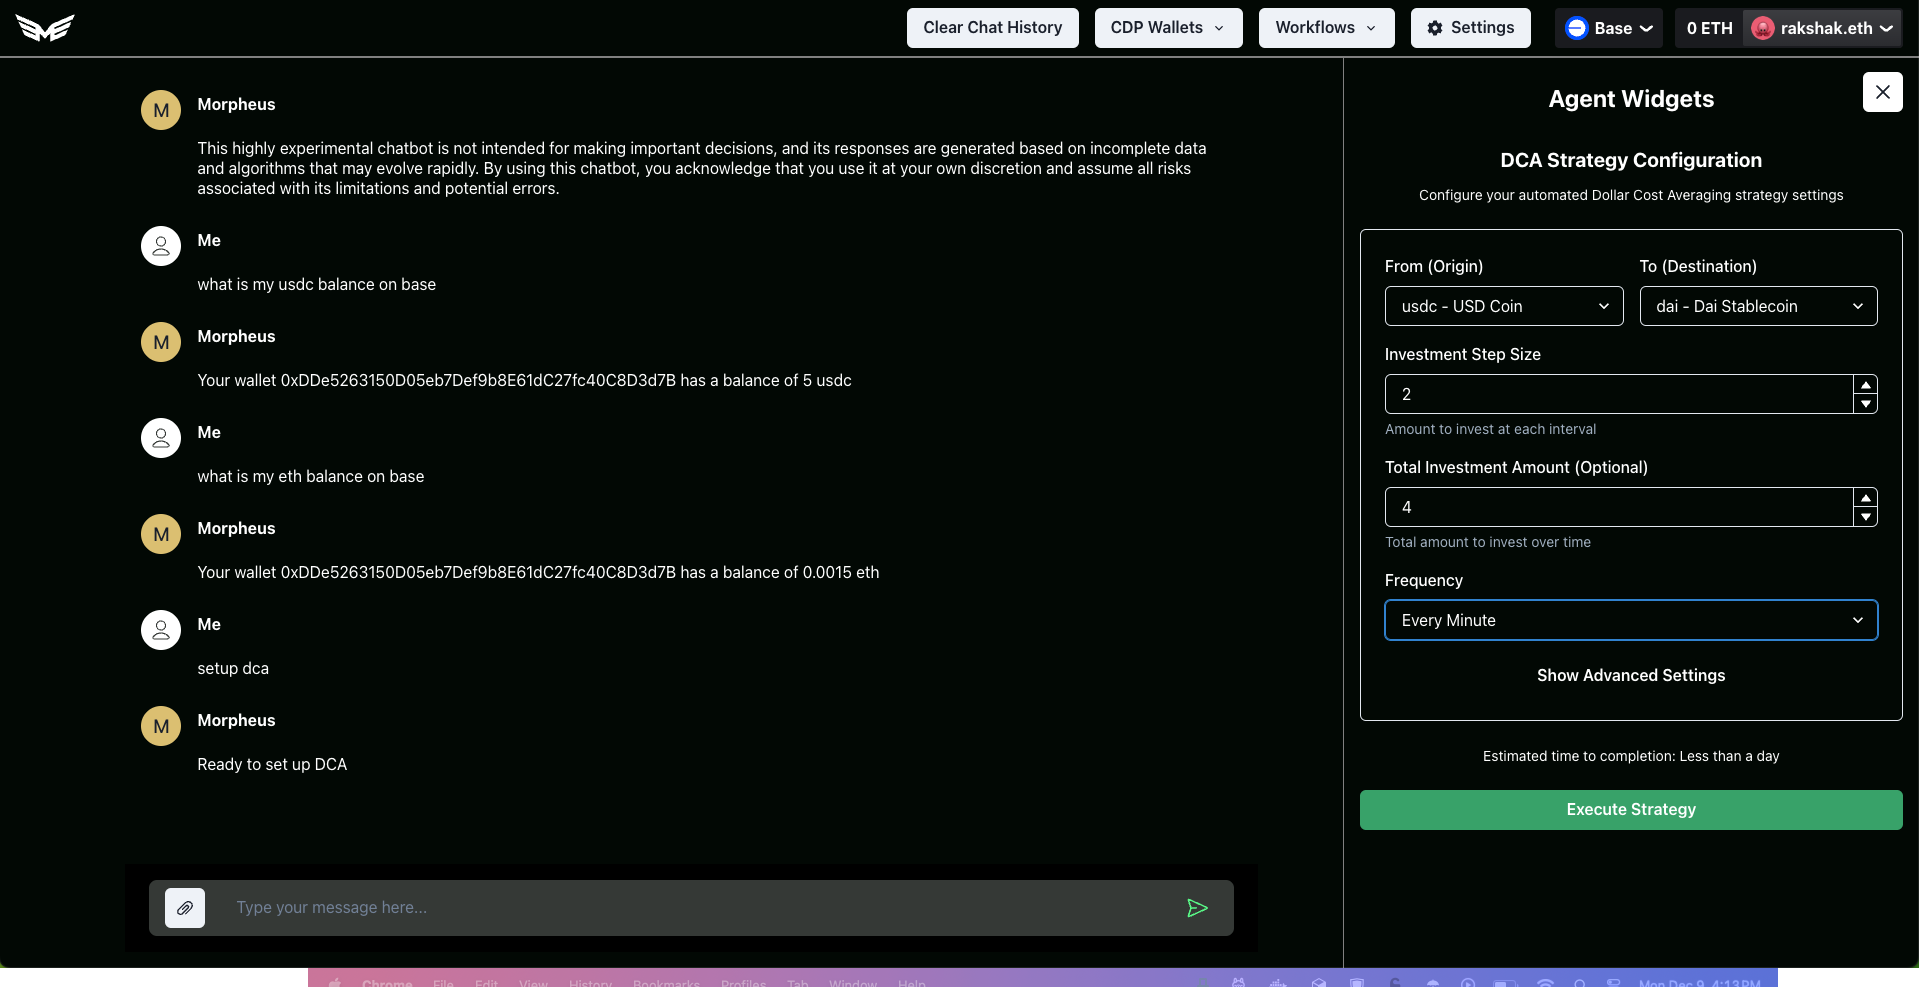 Clear Chat History
CDP Wallets
Workflows
Settings
Base
0 ETH
rakshak.eth
M
Morpheus
This highly experimental chatbot is not intended for making important decisions, and its responses are generated based on incomplete data
and algorithms that may evolve rapidly. By using this chatbot, you acknowledge that you use it at your own discretion and assume all risks
associated with its limitations and potential errors.
Me
what is my usdc balance on base
M
Morpheus
Your wallet 0xDDe5263150D05eb7Def9b8E61dC27fc40C8D3d7B has a balance of 5 usdc
Me
what is my eth balance on base
M
Morpheus
Your wallet 0xDDe5263150D05eb7Def9b8E61dC27fc40C8D3d7B has a balance of 0.0015 eth
Me
setup dca
M
Morpheus
Ready to set up DCA
Type your message here...
Agent Widgets
DCA Strategy Configuration
Configure your automated Dollar Cost Averaging strategy settings
From (Origin)
To (Destination)
usdc - USD Coin
dai - Dai Stablecoin
Investment Step Size
2
Amount to invest at each interval
Total Investment Amount (Optional)
4
Total amount to invest over time
Frequency
Every Minute
Show Advanced Settings
Estimated time to completion: Less than a day
Execute Strategy
Chrome File Edit View History Bookmarks Profiles Tab Window Help Mon Dec 9 4:13 PM